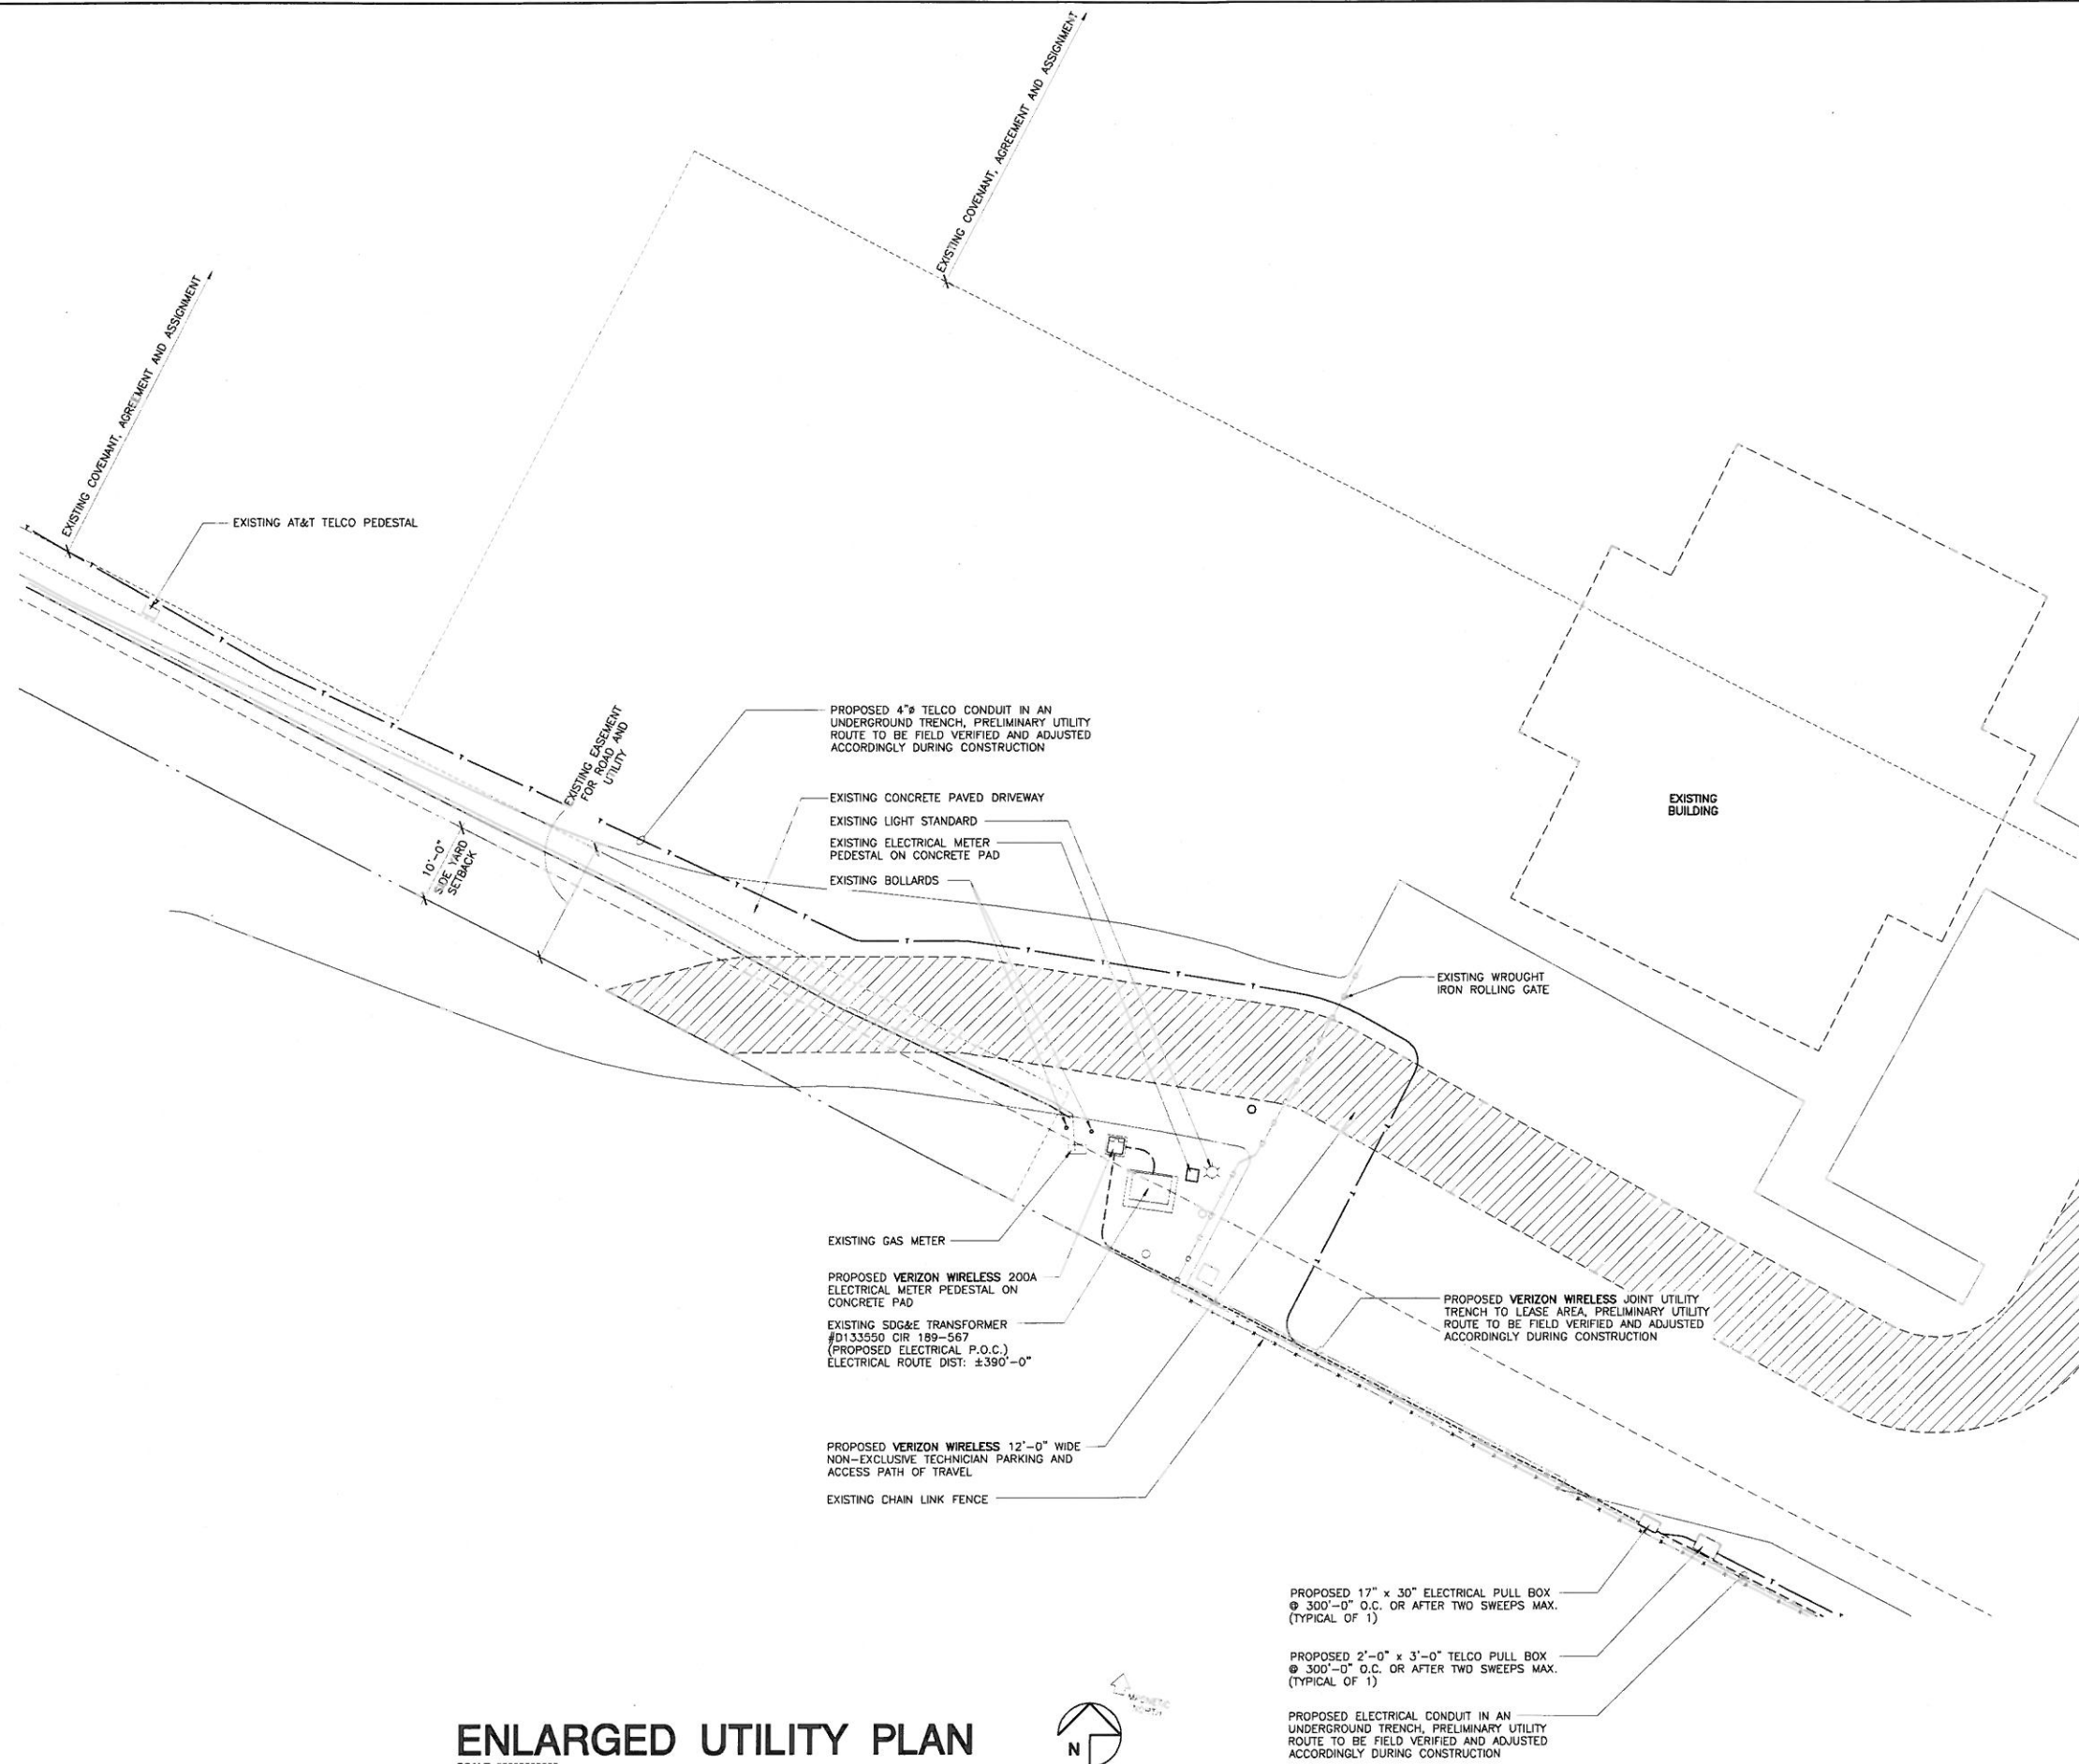 EXISTING COVENANT, AGREEMENT AND ASSIGNMENT
EXISTING COVENANT, AGREEMENT AND ASSIGNMENT
EXISTING AT&T TELCO PEDESTAL
EXISTING EASEMENT
FOR ROAD AND
UTILITY
10'-0"
SIDE YARD
SETBACK
PROPOSED 4"ø TELCO CONDUIT IN AN
UNDERGROUND TRENCH, PRELIMINARY UTILITY
ROUTE TO BE FIELD VERIFIED AND ADJUSTED
ACCORDINGLY DURING CONSTRUCTION
EXISTING CONCRETE PAVED DRIVEWAY
EXISTING LIGHT STANDARD
EXISTING ELECTRICAL METER
PEDESTAL ON CONCRETE PAD
EXISTING BOLLARDS
EXISTING
BUILDING
EXISTING WROUGHT
IRON ROLLING GATE
EXISTING GAS METER
PROPOSED VERIZON WIRELESS 200A
ELECTRICAL METER PEDESTAL ON
CONCRETE PAD
EXISTING SDG&E TRANSFORMER
#D133550 CIR 189-567
(PROPOSED ELECTRICAL P.O.C.)
ELECTRICAL ROUTE DIST: ±390'-0"
PROPOSED VERIZON WIRELESS JOINT UTILITY
TRENCH TO LEASE AREA, PRELIMINARY UTILITY
ROUTE TO BE FIELD VERIFIED AND ADJUSTED
ACCORDINGLY DURING CONSTRUCTION
PROPOSED VERIZON WIRELESS 12'-0" WIDE
NON-EXCLUSIVE TECHNICIAN PARKING AND
ACCESS PATH OF TRAVEL
EXISTING CHAIN LINK FENCE
PROPOSED 17" x 30" ELECTRICAL PULL BOX
@ 300'-0" O.C. OR AFTER TWO SWEEPS MAX.
(TYPICAL OF 1)
PROPOSED 2'-0" x 3'-0" TELCO PULL BOX
@ 300'-0" O.C. OR AFTER TWO SWEEPS MAX.
(TYPICAL OF 1)
PROPOSED ELECTRICAL CONDUIT IN AN
UNDERGROUND TRENCH, PRELIMINARY UTILITY
ROUTE TO BE FIELD VERIFIED AND ADJUSTED
ACCORDINGLY DURING CONSTRUCTION
MAGNETIC
NORTH
N
ENLARGED UTILITY PLAN